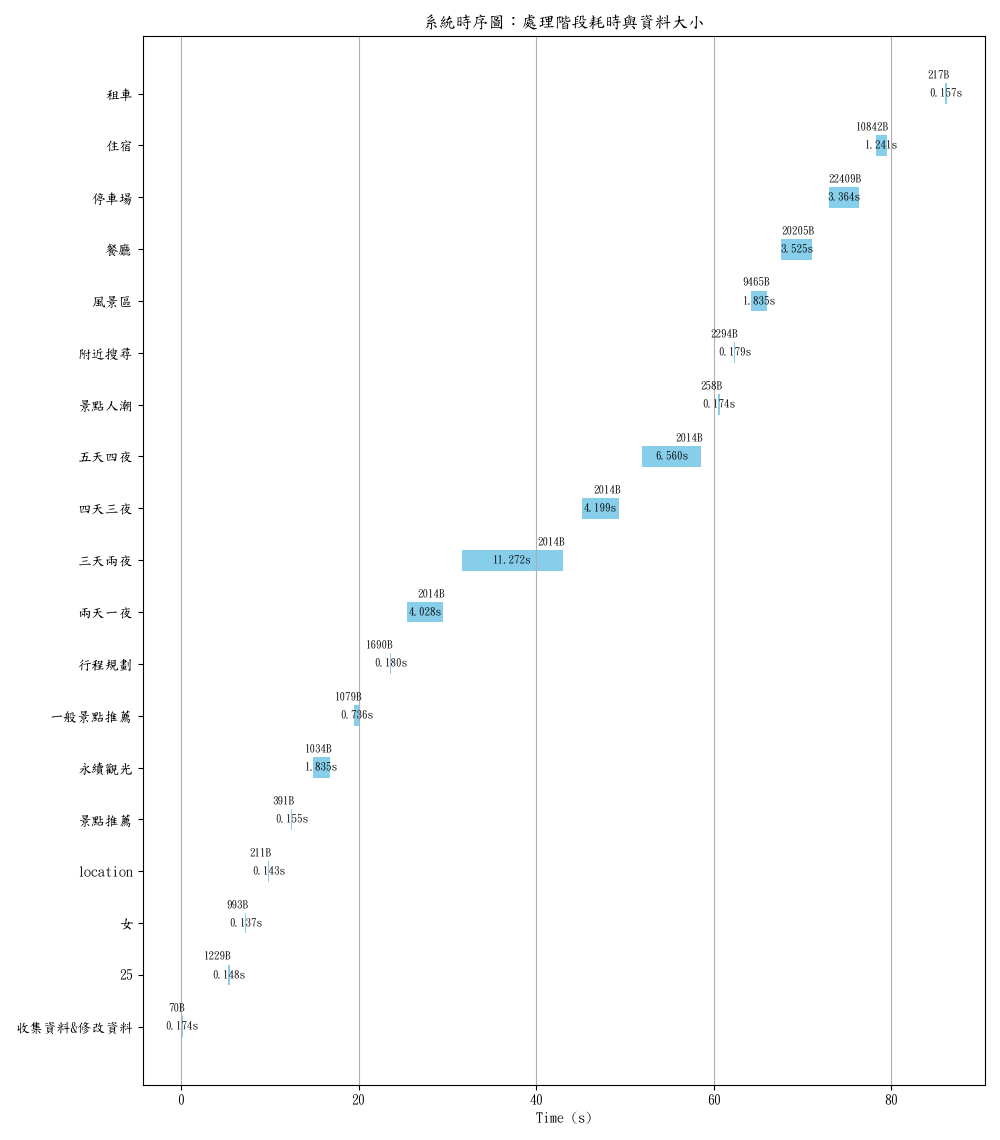 系統時序圖：處理階段耗時與資料大小
217B
租車 0.157s
10842B
住宿 1.241s
22409B
停車場 3.364s
20205B
餐廳 3.525s
9465B
風景區 1.835s
2294B
附近搜尋 0.179s
258B
景點人潮 0.174s
2014B
五天四夜 6.560s
2014B
四天三夜 4.199s
2014B
三天兩夜 11.272s
2014B
兩天一夜 4.028s
1690B
行程規劃 0.180s
1079B
一般景點推薦 0.736s
1034B
永續觀光 1.835s
391B
景點推薦 0.155s
211B
location 0.143s
993B
女 0.137s
1229B
25 0.148s
70B
收集資料&修改資料 0.174s
0 20 40 60 80
Time (s)